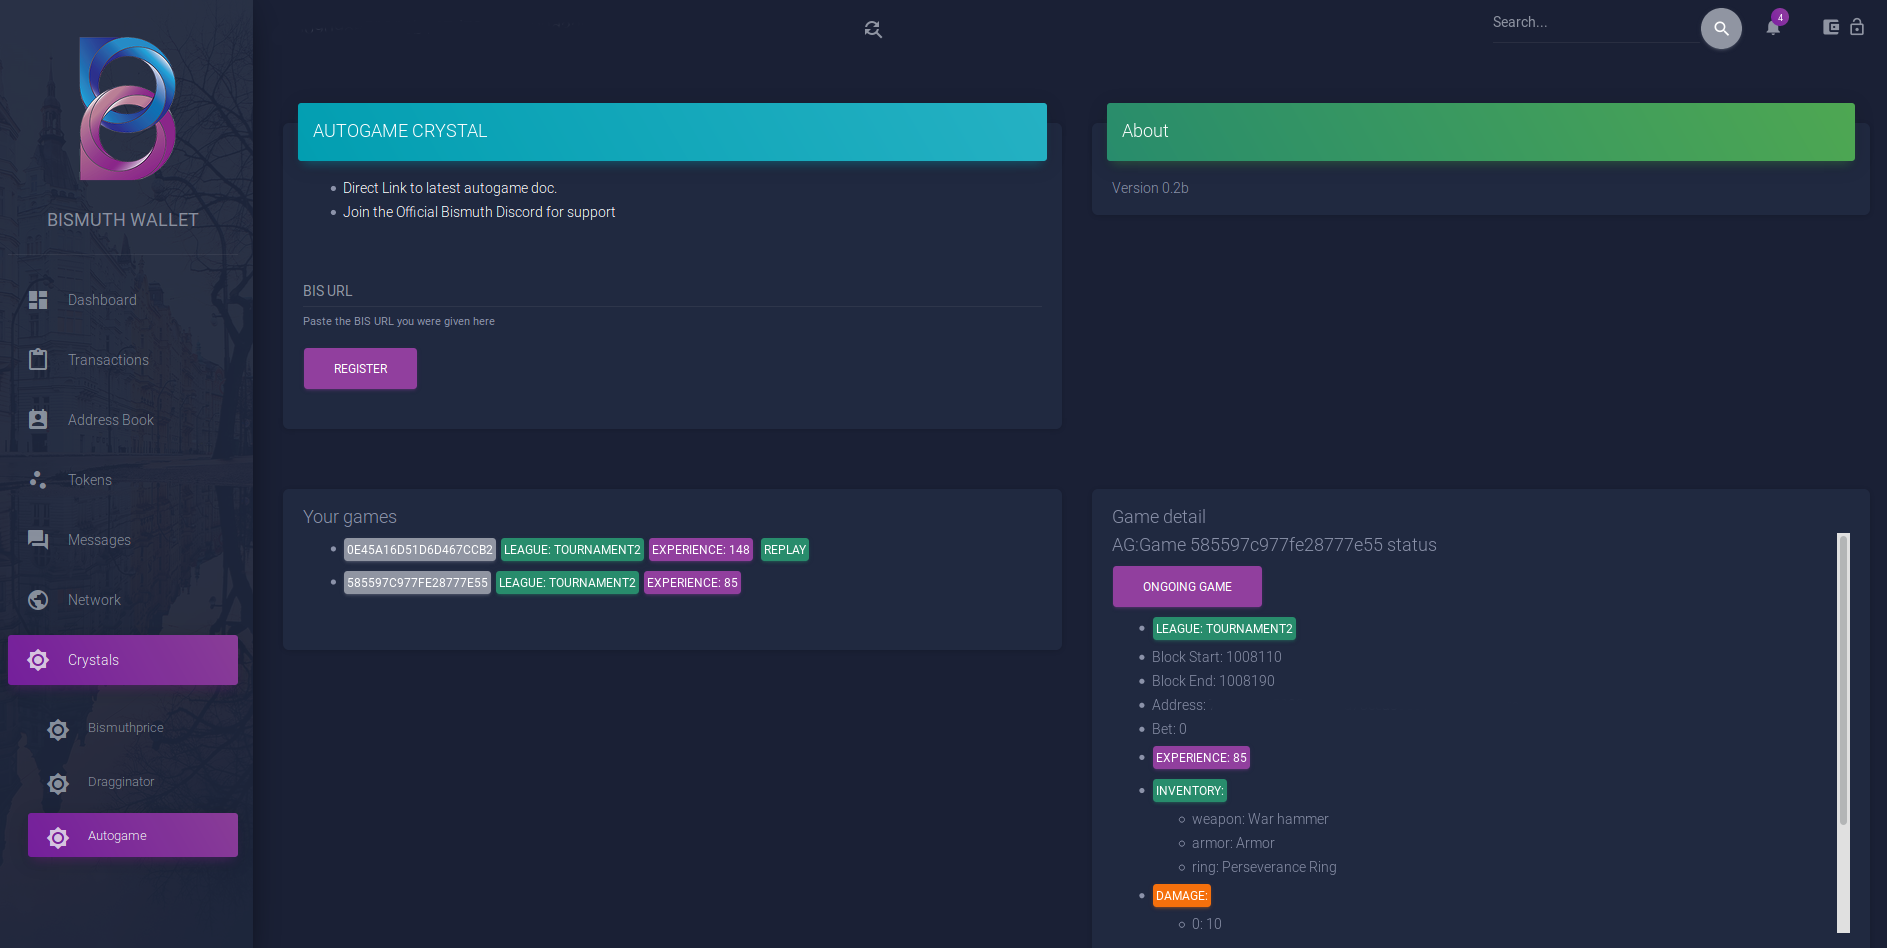 BISMUTH WALLET
Dashboard
Transactions
Address Book
Tokens
Messages
Network
Crystals
Bismuthprice
Dragginator
Autogame
Search...
4
AUTOGAME CRYSTAL
Direct Link to latest autogame doc.
Join the Official Bismuth Discord for support
BIS URL
Paste the BIS URL you were given here
REGISTER
About
Version 0.2b
Your games
0E45A16D51D6D467CCB2 LEAGUE: TOURNAMENT2 EXPERIENCE: 148 REPLAY
585597C977FE28777E55 LEAGUE: TOURNAMENT2 EXPERIENCE: 85
Game detail
AG:Game 585597c977fe28777e55 status
ONGOING GAME
LEAGUE: TOURNAMENT2
Block Start: 1008110
Block End: 1008190
Address:
Bet: 0
EXPERIENCE: 85
INVENTORY:
weapon: War hammer
armor: Armor
ring: Perseverance Ring
DAMAGE:
0: 10